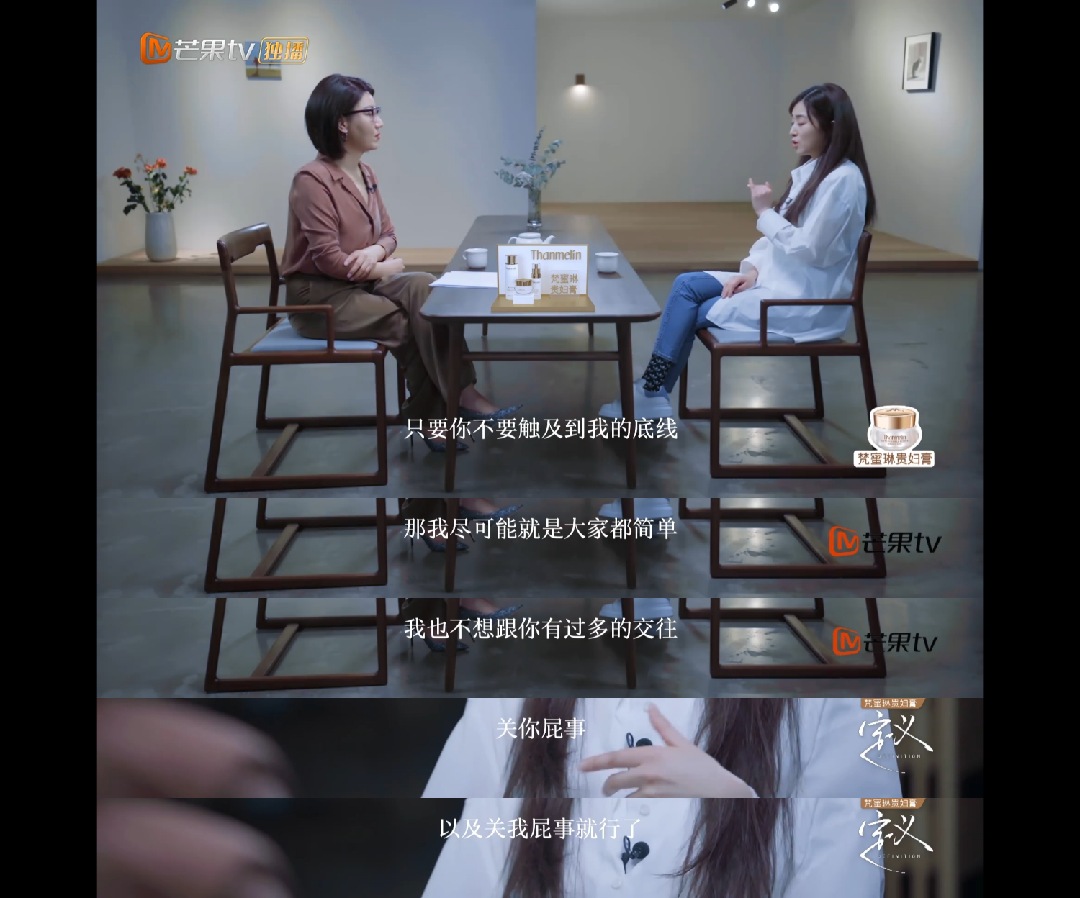 芒果tv 独播
Thanmelin
梵蜜琳
贵妇膏
只要你不要触及到我的底线
Thanmelin
梵蜜琳贵妇膏
那我尽可能就是大家都简单
芒果tv
我也不想跟你有过多的交往
芒果tv
梵蜜琳贵妇膏
关你屁事
定义
DEFINITION
梵蜜琳贵妇膏
以及关我屁事就行了
定义
DEFINITION